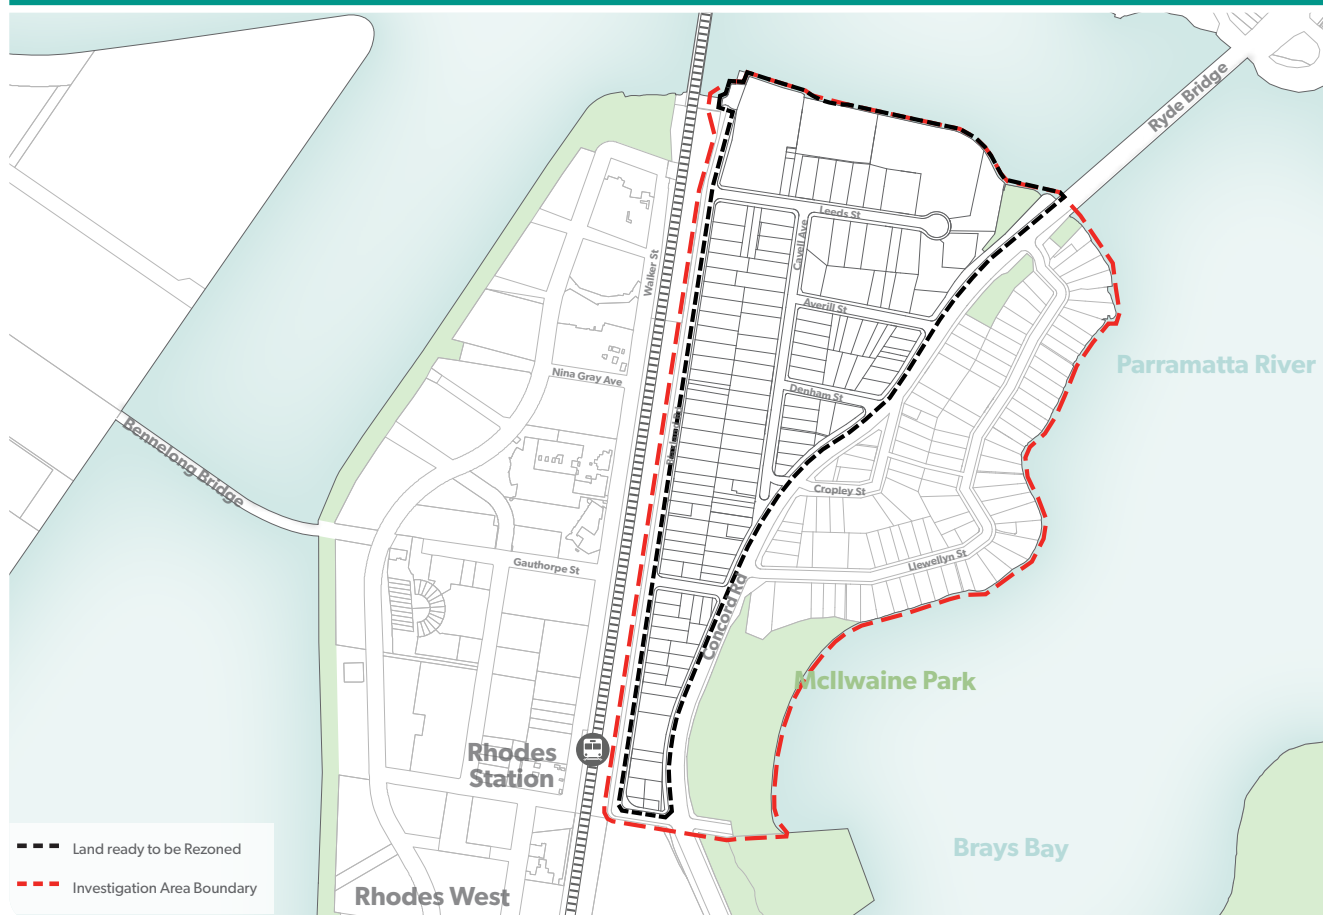 Ryde Bridge
Leeds St
Cavell Ave
Walker St
Averill St
Parramatta River
Nina Gray Ave
Denham St
Bennelong Bridge
Cropley St
Gauthorpe St
Llewellyn St
Concord Rd
McIlwaine Park
Rhodes
Station
Brays Bay
Land ready to be Rezoned
Investigation Area Boundary
Rhodes West